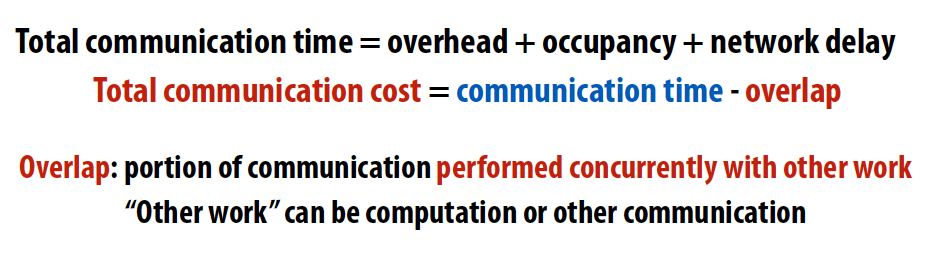 Total communication time = overhead + occupancy + network delay
Total communication cost = communication time - overlap
Overlap: portion of communication performed concurrently with other work
“Other work” can be computation or other communication